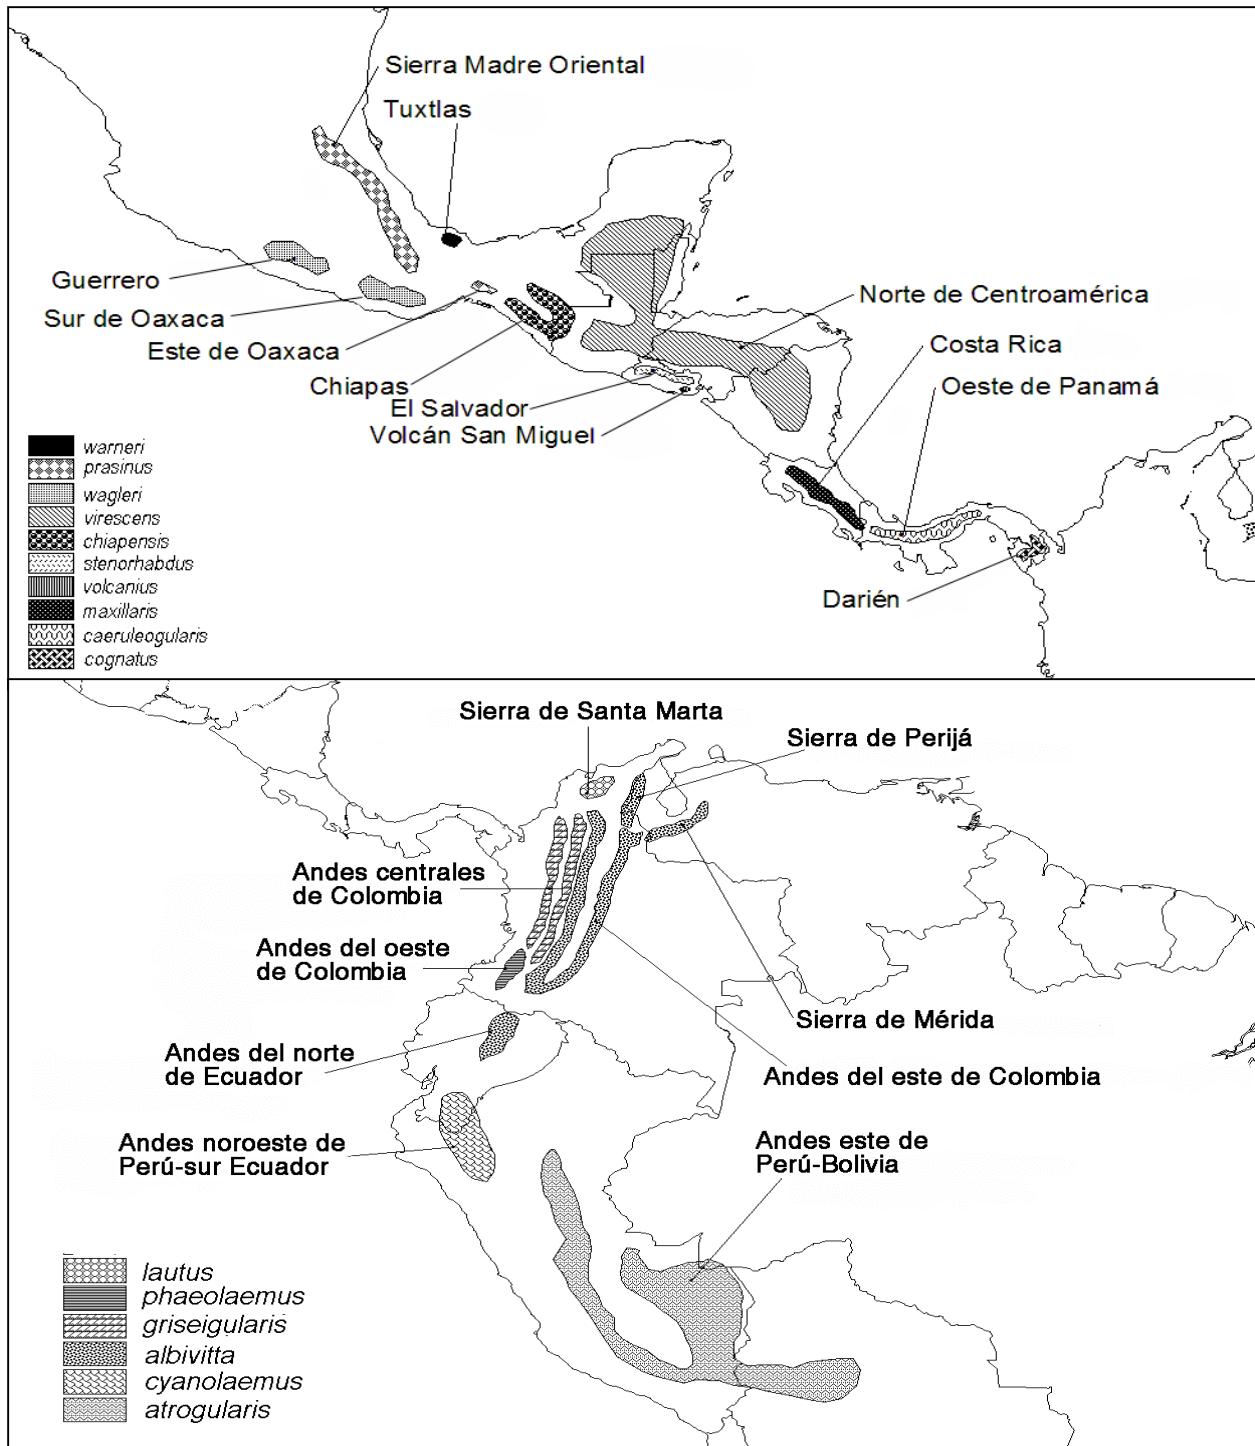 Sierra Madre Oriental
Tuxtlas
Guerrero
Sur de Oaxaca
Este de Oaxaca
Chiapas
El Salvador
Volcán San Miguel
Norte de Centroamérica
Costa Rica
Oeste de Panamá
Darién
warneri
prasinus
wagleri
virescens
chiapensis
stenorhabdus
volcanius
maxillaris
caeruleogularis
cognatus
Sierra de Santa Marta
Sierra de Perijá
Andes centrales
de Colombia
Andes del oeste
de Colombia
Sierra de Mérida
Andes del norte
de Ecuador
Andes del este de Colombia
Andes noroeste de
Perú-sur Ecuador
Andes este de
Perú-Bolivia
lautus
phaeolaemus
griseigularis
albivitta
cyanolaemus
atrogularis